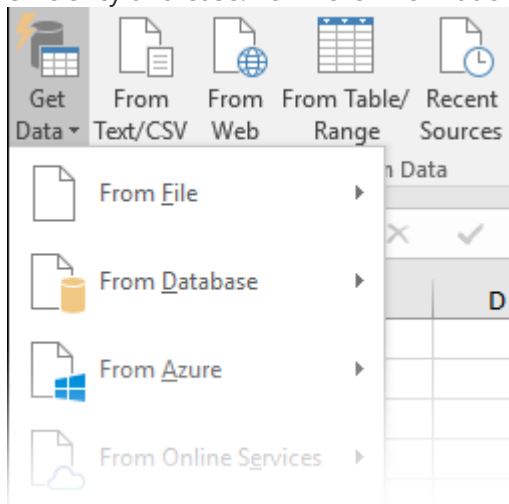 Get From From From Table/ Recent
Data Text/CSV Web Range Sources
n Data
From File
From Database
D
From Azure
From Online Services